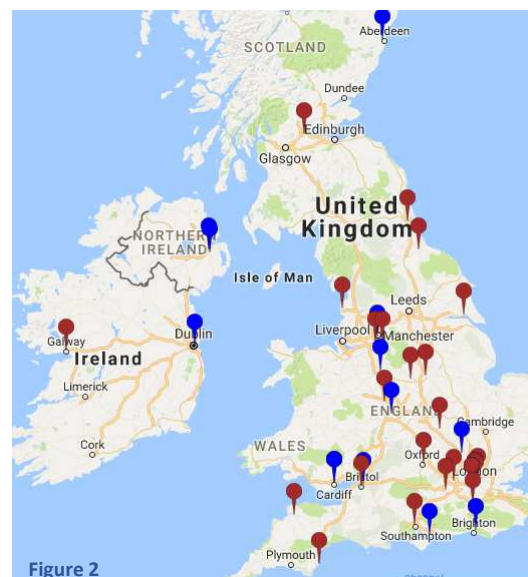 Aberdeen
SCOTLAND
Dundee
Edinburgh
Glasgow
United
Kingdom
NORTHERN
IRELAND
Isle of Man
Leeds
Liverpool
Manchester
Dublin
Galway
Ireland
Limerick
ENGLAND
Cambridge
Cork
WALES
Oxford
London
Cardiff
Bristol
Southampton
Brighton
Plymouth
Figure 2